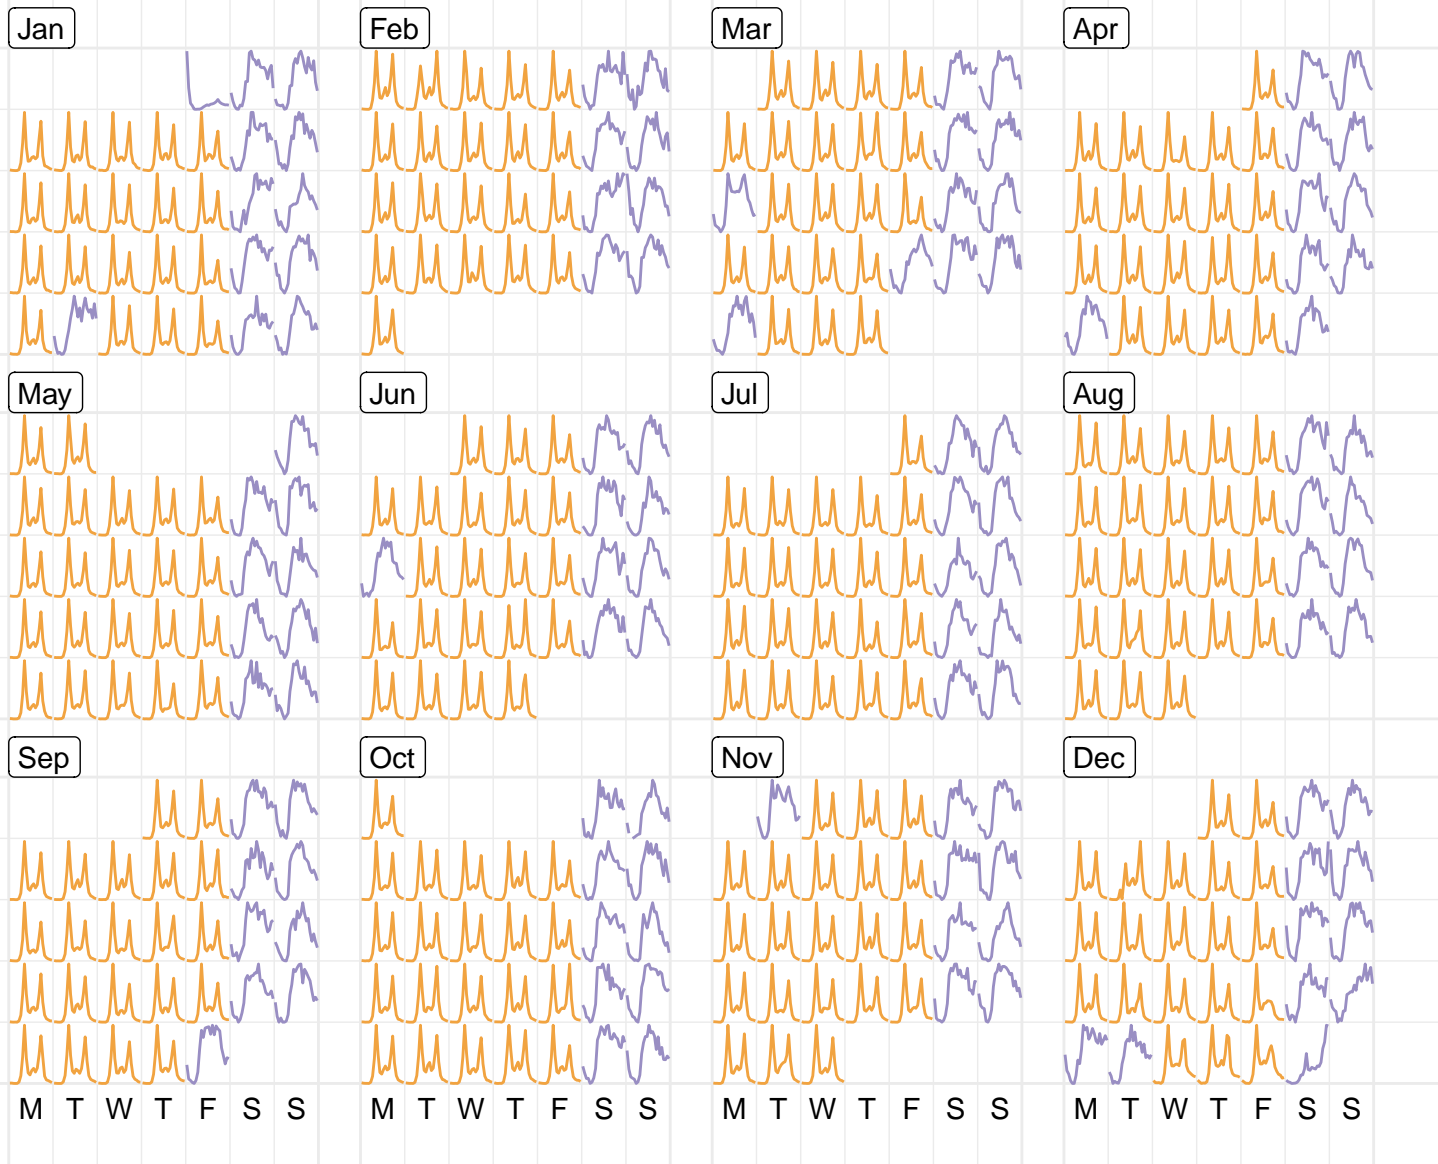 Jan Feb Mar Apr
May Jun Jul Aug
Sep Oct Nov Dec
M T W T F S S M T W T F S S M T W T F S S M T W T F S S